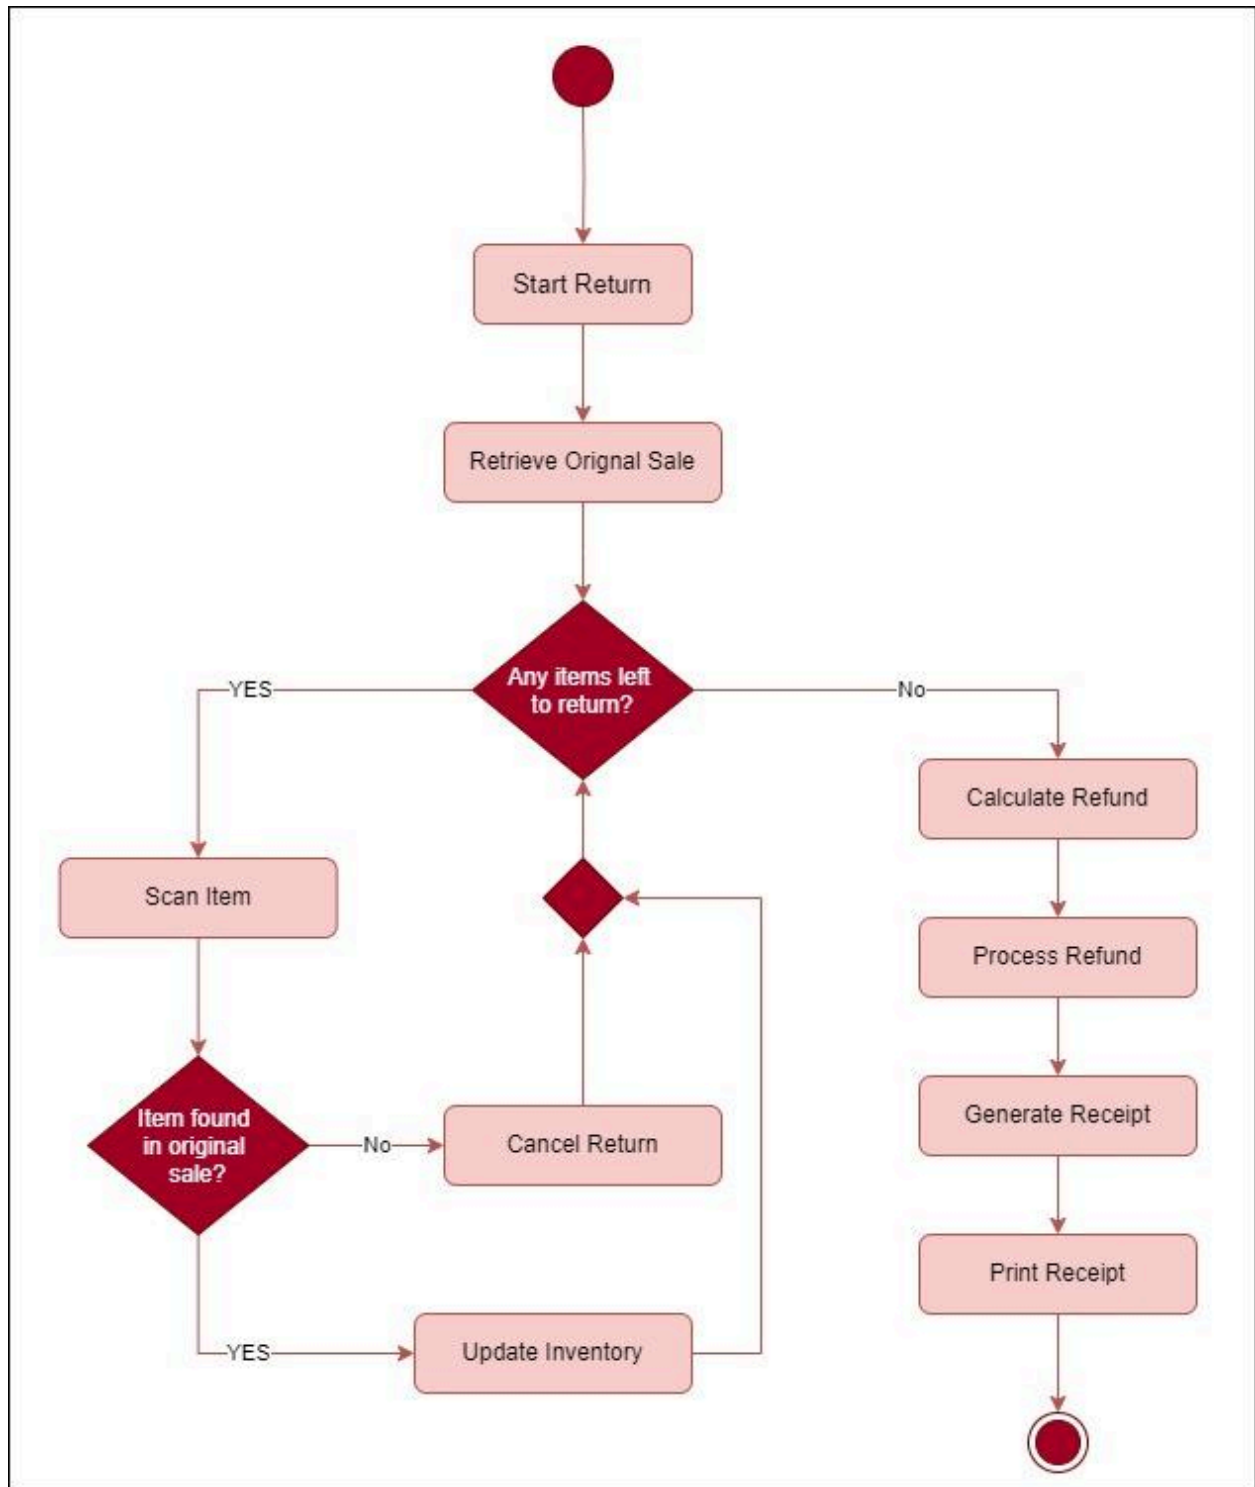 Start Return
Retrieve Orignal Sale
Any items left
to return?
YES
No
Calculate Refund
Scan Item
Process Refund
Item found
in original
sale?
No
Cancel Return
Generate Receipt
Print Receipt
YES
Update Inventory